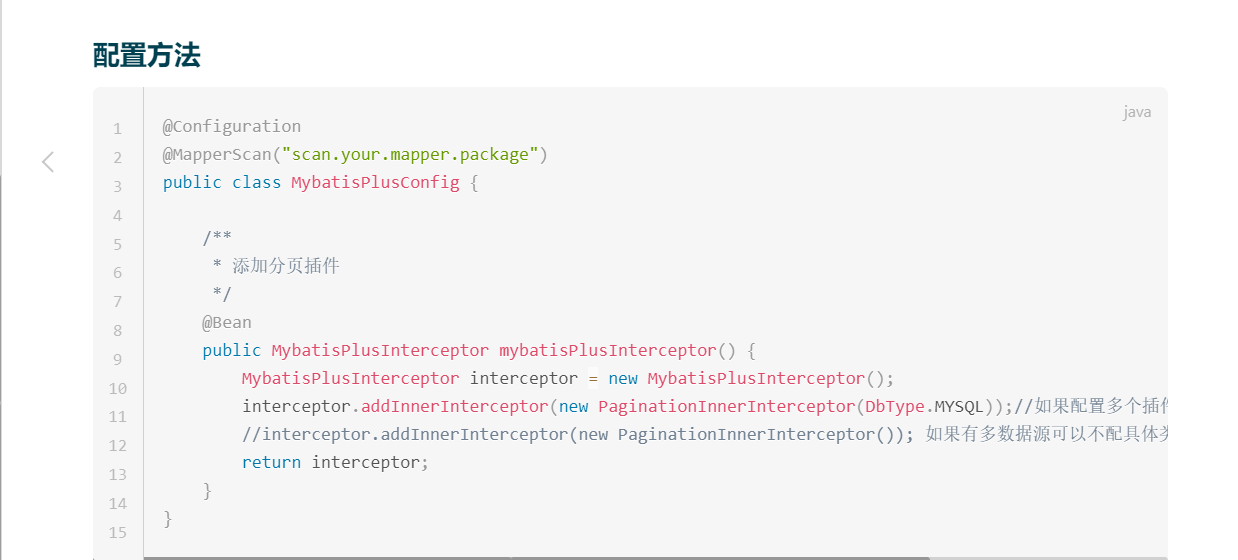 配置方法
java
1 @Configuration
2 @MapperScan("scan.your.mapper.package")
3 public class MybatisPlusConfig {
4
5 /**
6 * 添加分页插件
7 */
8 @Bean
9 public MybatisPlusInterceptor mybatisPlusInterceptor() {
10 MybatisPlusInterceptor interceptor = new MybatisPlusInterceptor();
11 interceptor.addInnerInterceptor(new PaginationInnerInterceptor(DbType.MYSQL));//如果配置多个插件
12 //interceptor.addInnerInterceptor(new PaginationInnerInterceptor()); 如果有多数据源可以不配具体类
13 return interceptor;
14 }
15 }